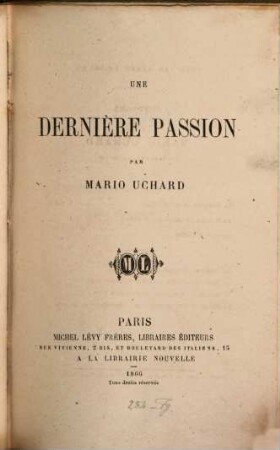 UNE
DERNIÈRE PASSION
PAR
MARIO UCHARD
ML
PARIS
MICHEL LÉVY FRÈRES, LIBRAIRES ÉDITEURS
RUE VIVIENNE, 2 BIS, ET BOULEVARD DES ITALIENS, 15
A LA LIBRAIRIE NOUVELLE
1866
Tous droits réservés